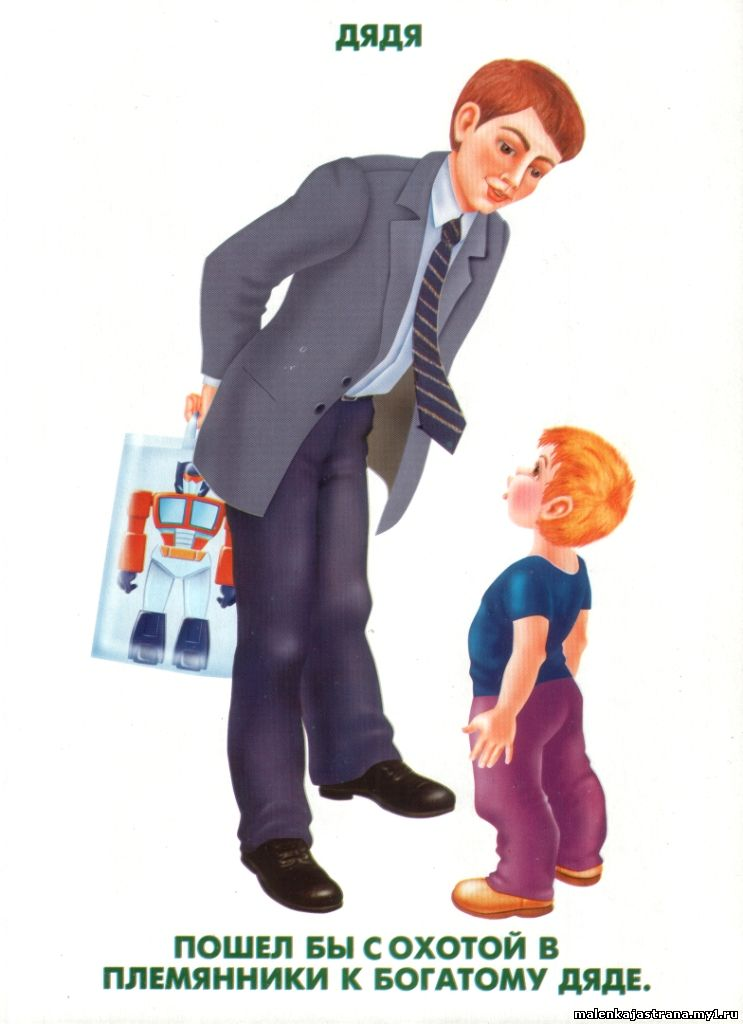 ДЯДЯ
ПОШЕЛ БЫ С ОХОТОЙ В
ПЛЕМЯННИКИ К БОГАТОМУ ДЯДЕ.
malenkajastrana.my1.ru